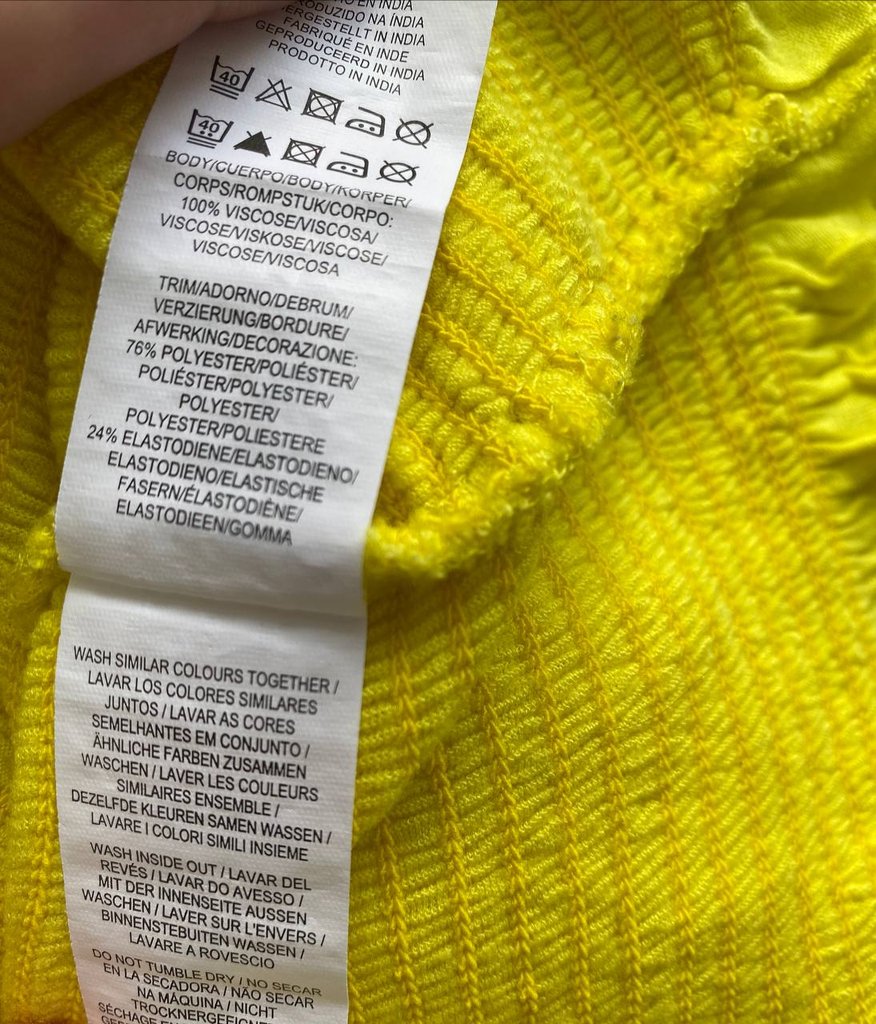 EN INDIA
PRODUZIDO NA ÍNDIA
HERGESTELLT IN INDIA
FABRIQUÉ EN INDE
GEPRODUCEERD IN INDIA
PRODOTTO IN INDIA
40
40
BODY/CUERPO/BODY/KÖRPER/
CORPS/ROMPSTUK/CORPO:
100% VISCOSE/VISCOSA/
VISCOSE/VISKOSE/VISCOSE/
VISCOSE/VISCOSA
TRIM/ADORNO/DEBRUM/
VERZIERUNG/BORDURE/
AFWERKING/DECORAZIONE:
76% POLYESTER/POLIÉSTER/
POLIÉSTER/POLYESTER/
POLYESTER/
POLYESTER/POLIESTERE
24% ELASTODIENE/ELASTODIENO/
ELASTODIENO/ELASTISCHE
FASERN/ÉLASTODIÈNE/
ELASTODIEEN/GOMMA
WASH SIMILAR COLOURS TOGETHER /
LAVAR LOS COLORES SIMILARES
JUNTOS / LAVAR AS CORES
SEMELHANTES EM CONJUNTO /
ÄHNLICHE FARBEN ZUSAMMEN
WASCHEN / LAVER LES COULEURS
SIMILAIRES ENSEMBLE /
DEZELFDE KLEUREN SAMEN WASSEN /
LAVARE I COLORI SIMILI INSIEME
WASH INSIDE OUT / LAVAR DEL
REVÉS / LAVAR DO AVESSO /
MIT DER INNENSEITE AUSSEN
WASCHEN / LAVER SUR L'ENVERS /
BINNENSTEBUITEN WASSEN /
LAVARE A ROVESCIO
DO NOT TUMBLE DRY / NO SECAR
EN LA SECADORA / NÃO SECAR
NA MÁQUINA / NICHT
TROCKNERGEEIGNET
SÉCHAGE EN